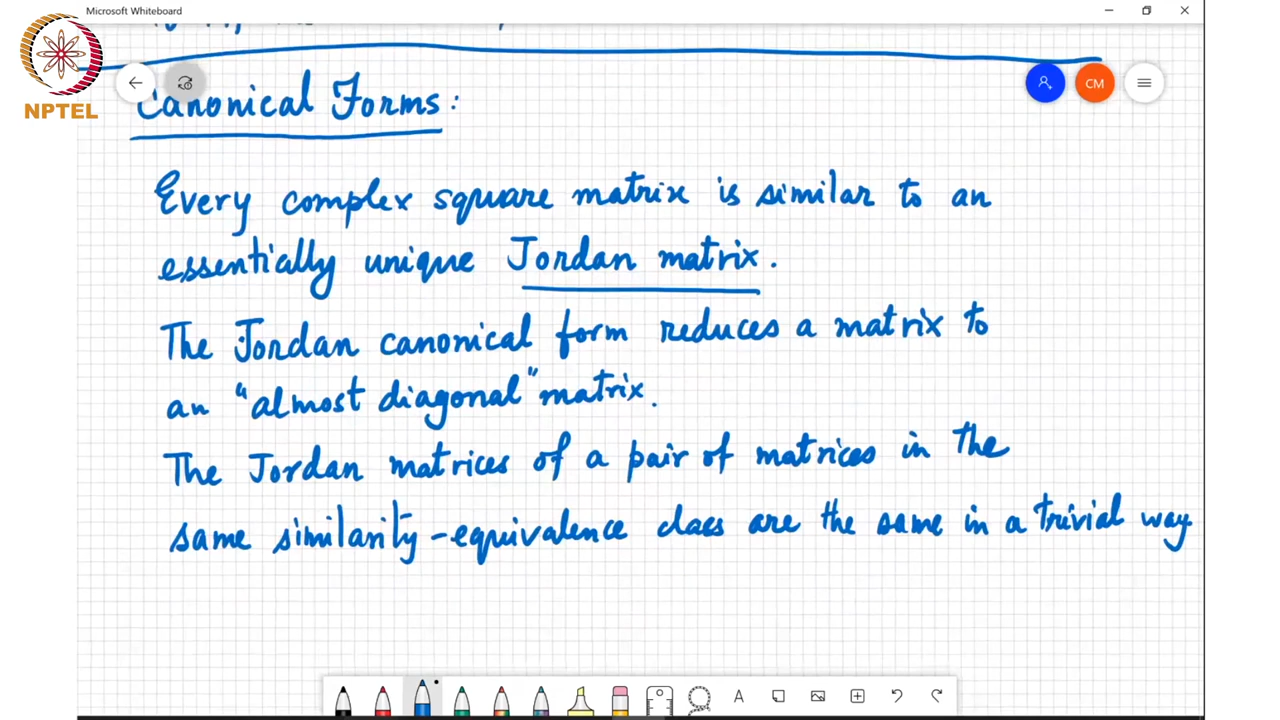 Microsoft Whiteboard
NPTEL
CM
Canonical Forms:
Every complex square matrix is similar to an
essentially unique Jordan matrix.
The Jordan canonical form reduces a matrix to
an "almost diagonal" matrix.
The Jordan matrices of a pair of matrices in the
same similarity-equivalence class are the same in a trivial way
A